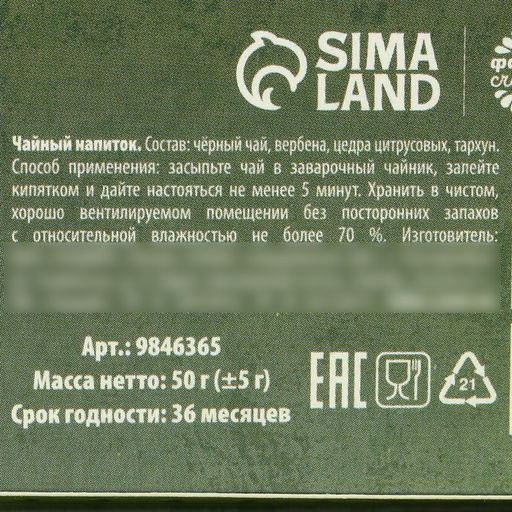 SIMA
LAND
Чайный напиток. Состав: чёрный чай, вербена, цедра цитрусовых, тархун.
Способ применения: засыпьте чай в заварочный чайник, залейте
кипятком и дайте настояться не менее 5 минут. Хранить в чистом,
хорошо вентилируемом помещении без посторонних запахов
с относительной влажностью не более 70 %. Изготовитель:
Арт.: 9846365
Масса нетто: 50 г (±5 г)
Срок годности: 36 месяцев
EAC
21